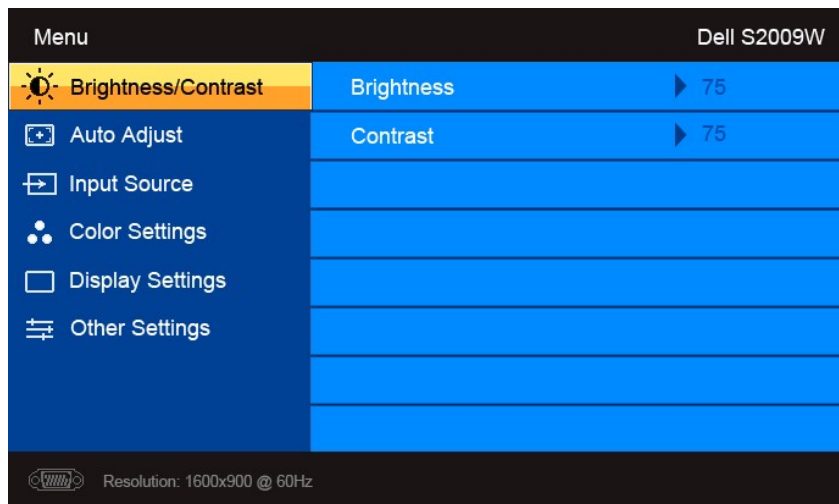 Menu Dell S2009W
Brightness/Contrast Brightness 75
Auto Adjust Contrast 75
Input Source
Color Settings
Display Settings
Other Settings
Resolution: 1600x900 @ 60Hz